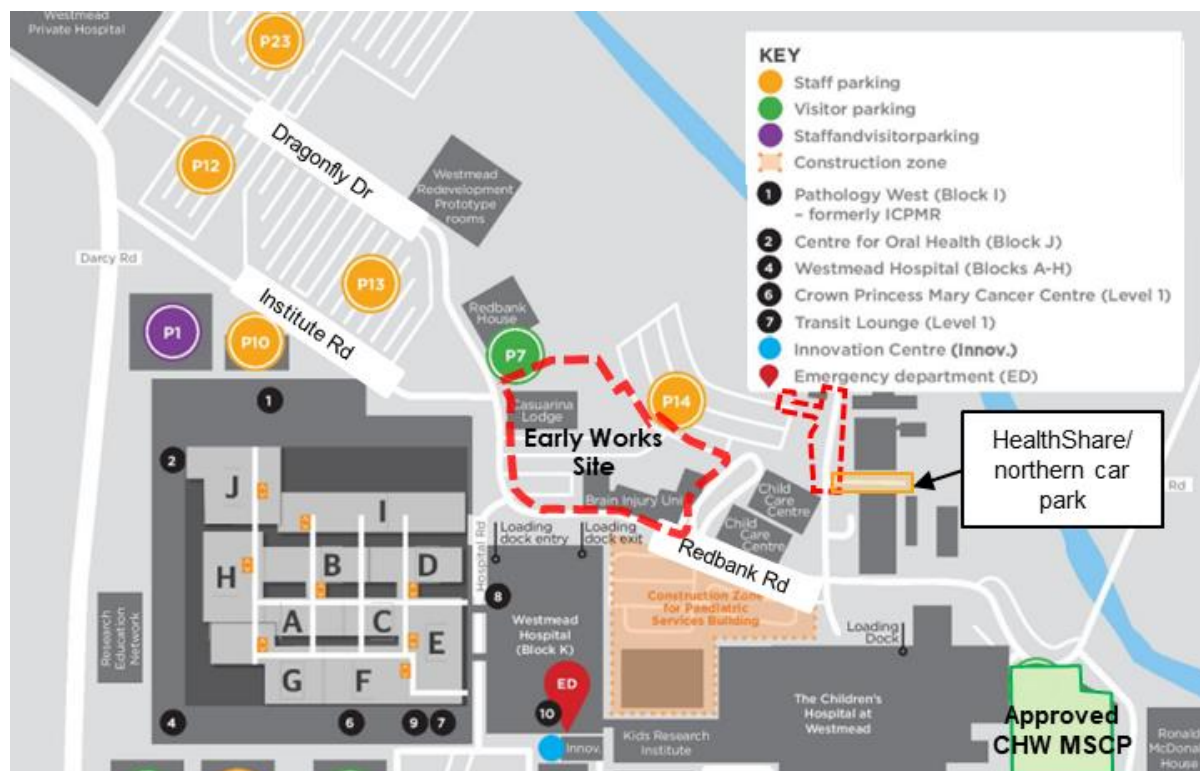 Westmead
Private Hospital
P23
Dragonfly Dr
P12
Westmead
Redevelopment
Prototype
rooms
KEY
Staff parking
Visitor parking
Staffandvisitorparking
Construction zone
1 Pathology West (Block I)
– formerly ICPMR
2 Centre for Oral Health (Block J)
4 Westmead Hospital (Blocks A-H)
6 Crown Princess Mary Cancer Centre (Level 1)
7 Transit Lounge (Level 1)
Innovation Centre (Innov.)
Emergency department (ED)
Darcy Rd
P13
Institute Rd
Redbank
House
P1
P10
P7
P14
1
Casuarina
Lodge
Early Works
Site
HealthShare/
northern car
park
Rd
2
J
I
H
B
D
A
C
E
G
F
Brain Injury Uni
Child
Care
Centre
Child
Care
Centre
Hospital Rd
Loading
dock entry
Loading
dock exit
Redbank Rd
8
Construction Zone
for Paediatric
Services Building
Westmead
Hospital
(Block K)
Research
Education
Network
Loading
Dock
ED
10
4
6
9
7
Innov.
Kids Research
Institute
The Children's
Hospital at
Westmead
Approved
CHW MSCP
Ronald
McDonal
House